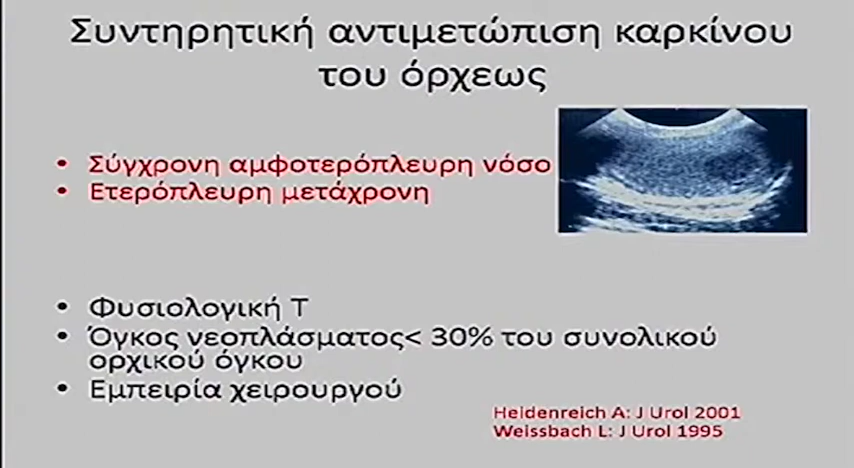 Συντηρητική αντιμετώπιση καρκίνου
του όρχεως
• Σύγχρονη αμφοτερόπλευρη νόσο
• Ετερόπλευρη μετάχρονη
• Φυσιολογική Τ
• Όγκος νεοπλάσματος< 30% του συνολικού
ορχικού όγκου
• Εμπειρία χειρουργού
Heidenreich A: J Urol 2001
Weissbach L: J Urol 1995